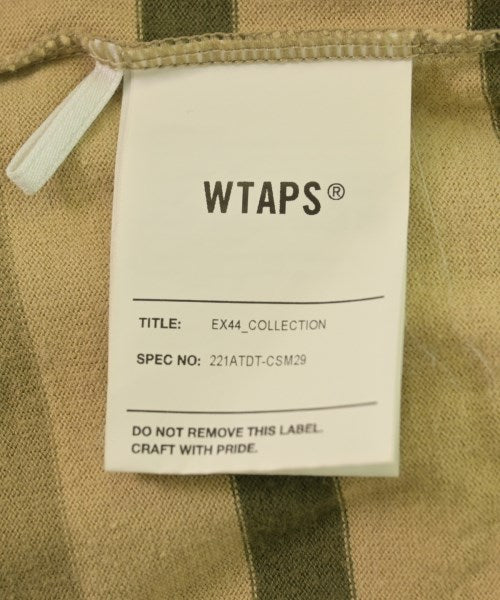 WTAPS®
TITLE: EX44_COLLECTION
SPEC NO: 221ATDT-CSM29
DO NOT REMOVE THIS LABEL.
CRAFT WITH PRIDE.